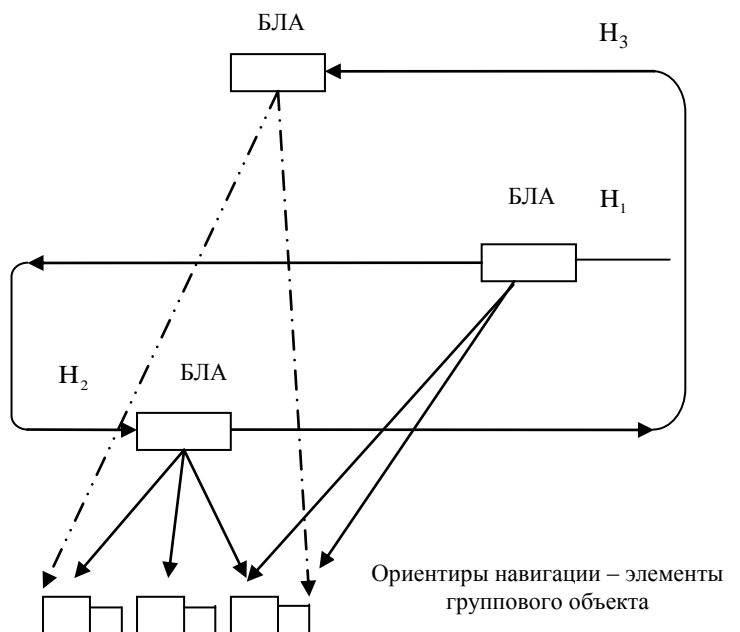 БЛА
H₃
БЛА
H₁
H₂
БЛА
Ориентиры навигации – элементы
группового объекта